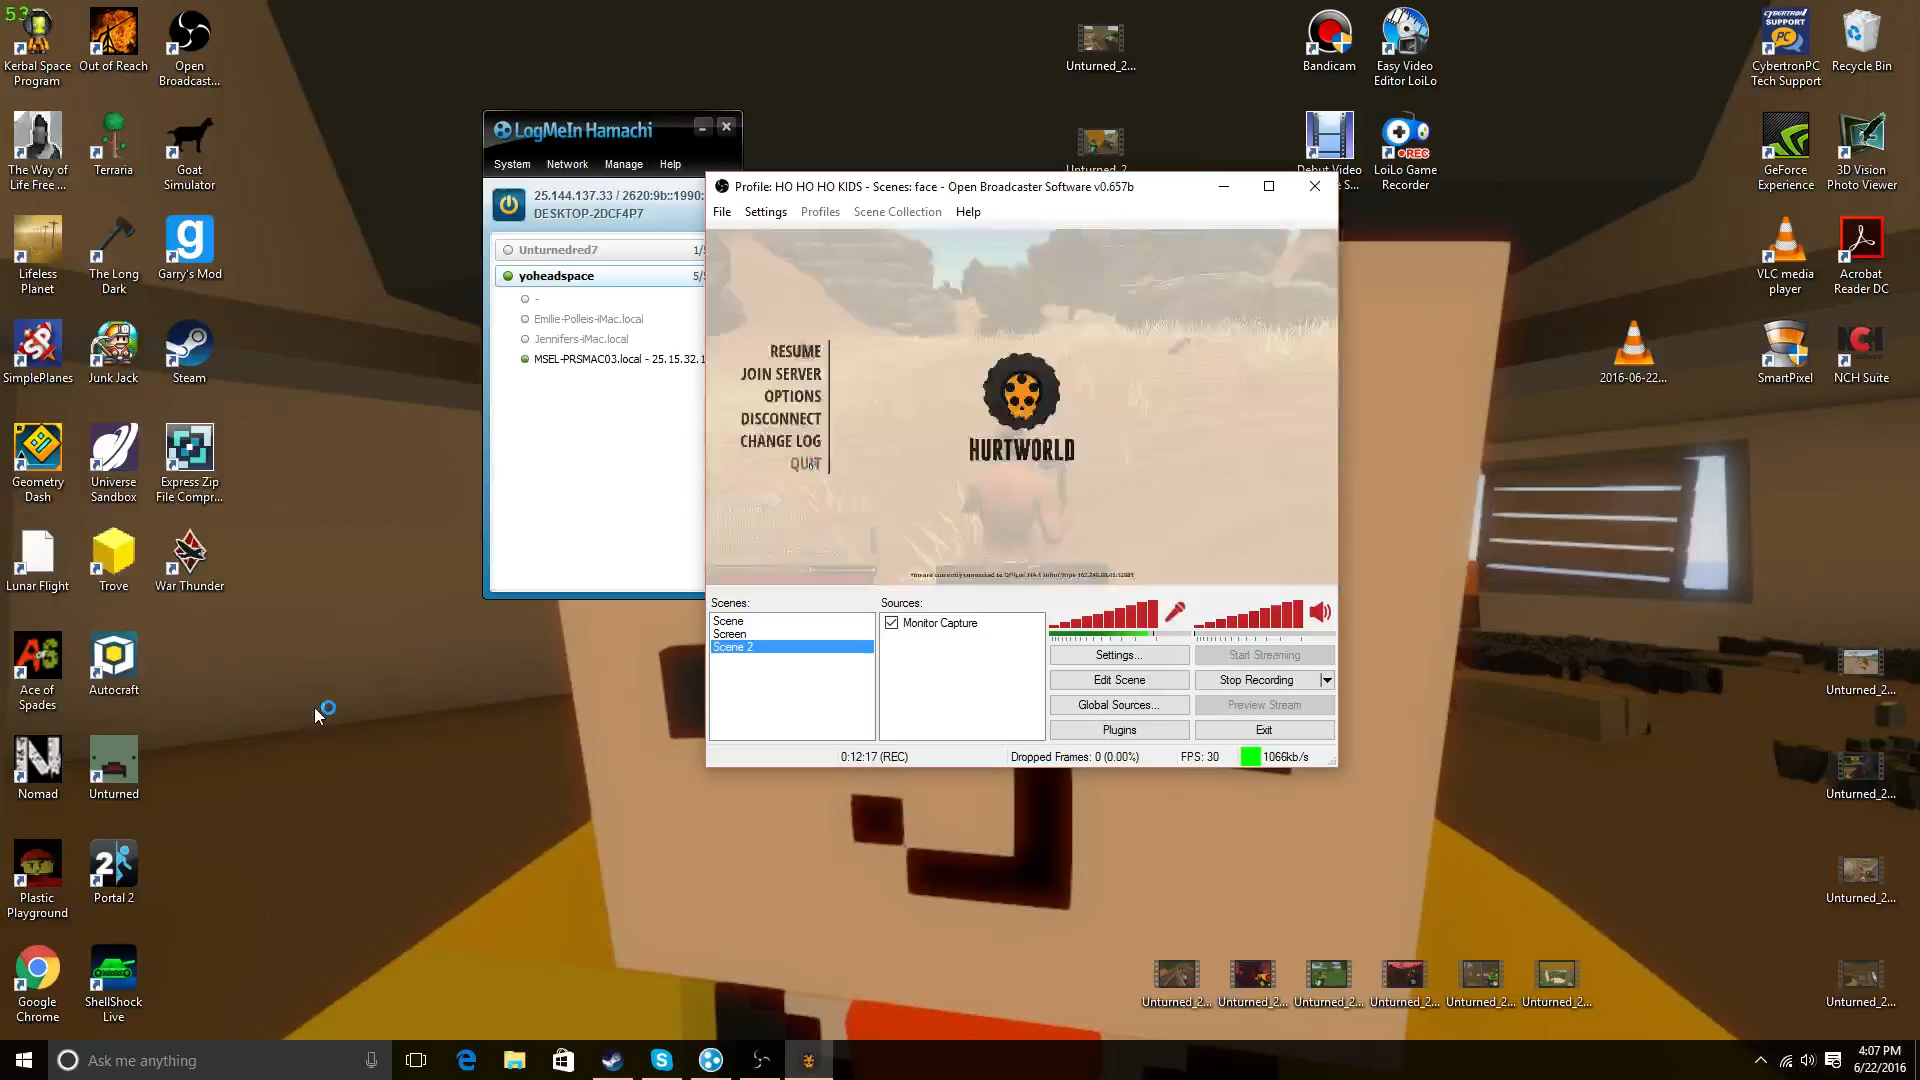 53
Kerbal Space
Program
Out of Reach
Open
Broadcast...
The Way of
Life Free ...
Terraria
Goat
Simulator
Lifeless
Planet
The Long
Dark
Garry's Mod
SimplePlanes
Junk Jack
Steam
Geometry
Dash
Universe
Sandbox
Express Zip
File Compr...
Lunar Flight
Trove
War Thunder
Ace of
Spades
Autocraft
Nomad
Unturned
Plastic
Playground
Portal 2
Google
Chrome
ShellShock
Live
LogMeIn Hamachi
System Network Manage Help
25.144.137.33 / 2620:9b::1990:
DESKTOP-2DCF4P7
Unturnedred7 1/
yoheadspace 5/
-
Emilie-Polleis-iMac.local
Jennifers-iMac.local
MSEL-PRSMAC03.local - 25.15.32.1
Profile: HO HO HO KIDS - Scenes: face - Open Broadcaster Software v0.657b
File Settings Profiles Scene Collection Help
RESUME
JOIN SERVER
OPTIONS
DISCONNECT
CHANGE LOG
QUIT
HURTWORLD
Scenes:
Scene
Screen
Scene 2
Sources:
Monitor Capture
Settings... Start Streaming
Edit Scene Stop Recording
Global Sources... Preview Stream
Plugins Exit
0:12:17 (REC) Dropped Frames: 0 (0.00%) FPS: 30 1066kb/s
Unturned_2...
Unturned_2
Bandicam
Easy Video
Editor LoiLo
Debut Video
S...
REC
LoiLo Game
Recorder
CYBERTRON
SUPPORT
PC
CybertronPC
Tech Support
Recycle Bin
GeForce
Experience
3D Vision
Photo Viewer
VLC media
player
Acrobat
Reader DC
2016-06-22...
SmartPixel
NCH
NCH Suite
Unturned_2...
Unturned_2...
Unturned_2...
Unturned_2...
Unturned_2... Unturned_2... Unturned_2... Unturned_2... Unturned_2... Unturned_2...
Ask me anything
4:07 PM
6/22/2016